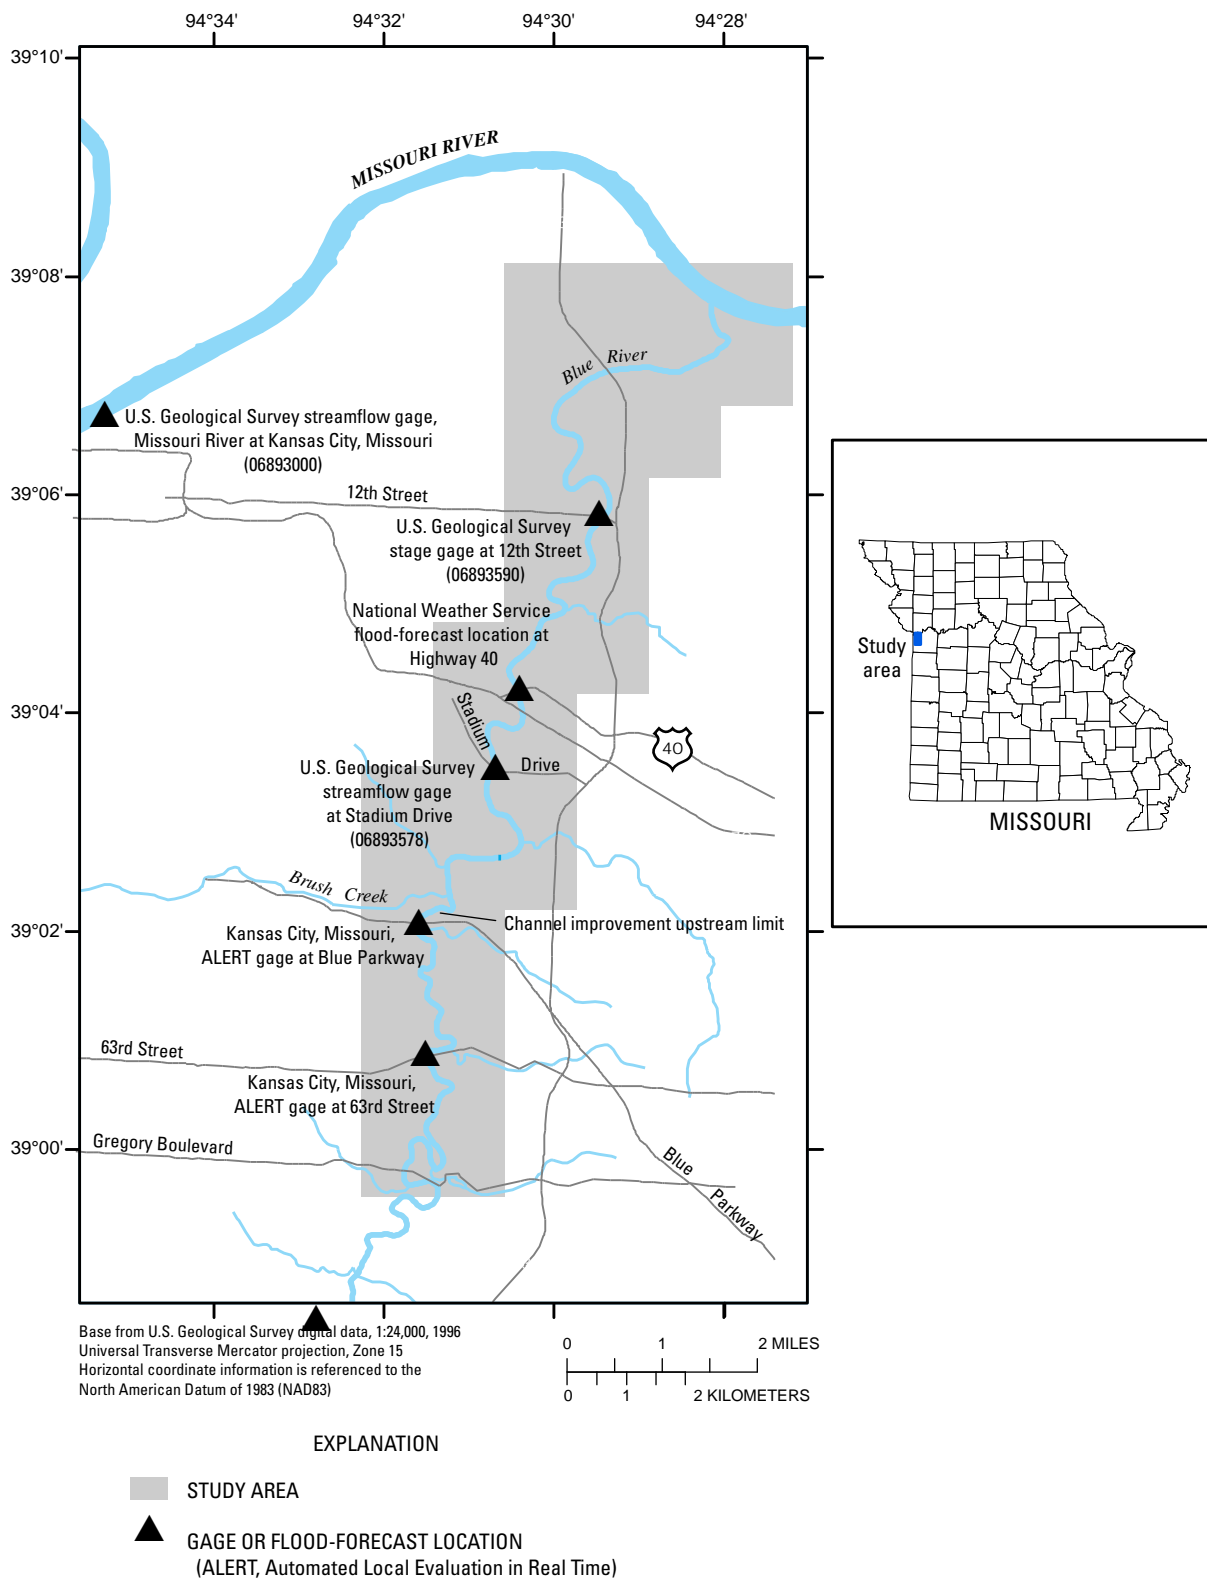 94°34'
94°32'
94°30'
94°28'
39°10'
MISSOURI RIVER
39°08'
Blue River
U.S. Geological Survey streamflow gage,
Missouri River at Kansas City, Missouri
(06893000)
39°06'
12th Street
U.S. Geological Survey
stage gage at 12th Street
(06893590)
National Weather Service
flood-forecast location at
Highway 40
Study
area
39°04'
Stadium
Drive
40
U.S. Geological Survey
streamflow gage
at Stadium Drive
(06893578)
MISSOURI
Brush Creek
Channel improvement upstream limit
39°02'
Kansas City, Missouri,
ALERT gage at Blue Parkway
63rd Street
Kansas City, Missouri,
ALERT gage at 63rd Street
39°00'
Gregory Boulevard
Blue
Parkway
Base from U.S. Geological Survey digital data, 1:24,000, 1996
Universal Transverse Mercator projection, Zone 15
Horizontal coordinate information is referenced to the
North American Datum of 1983 (NAD83)
0 1 2 MILES
0 1 2 KILOMETERS
EXPLANATION
STUDY AREA
GAGE OR FLOOD-FORECAST LOCATION
(ALERT, Automated Local Evaluation in Real Time)